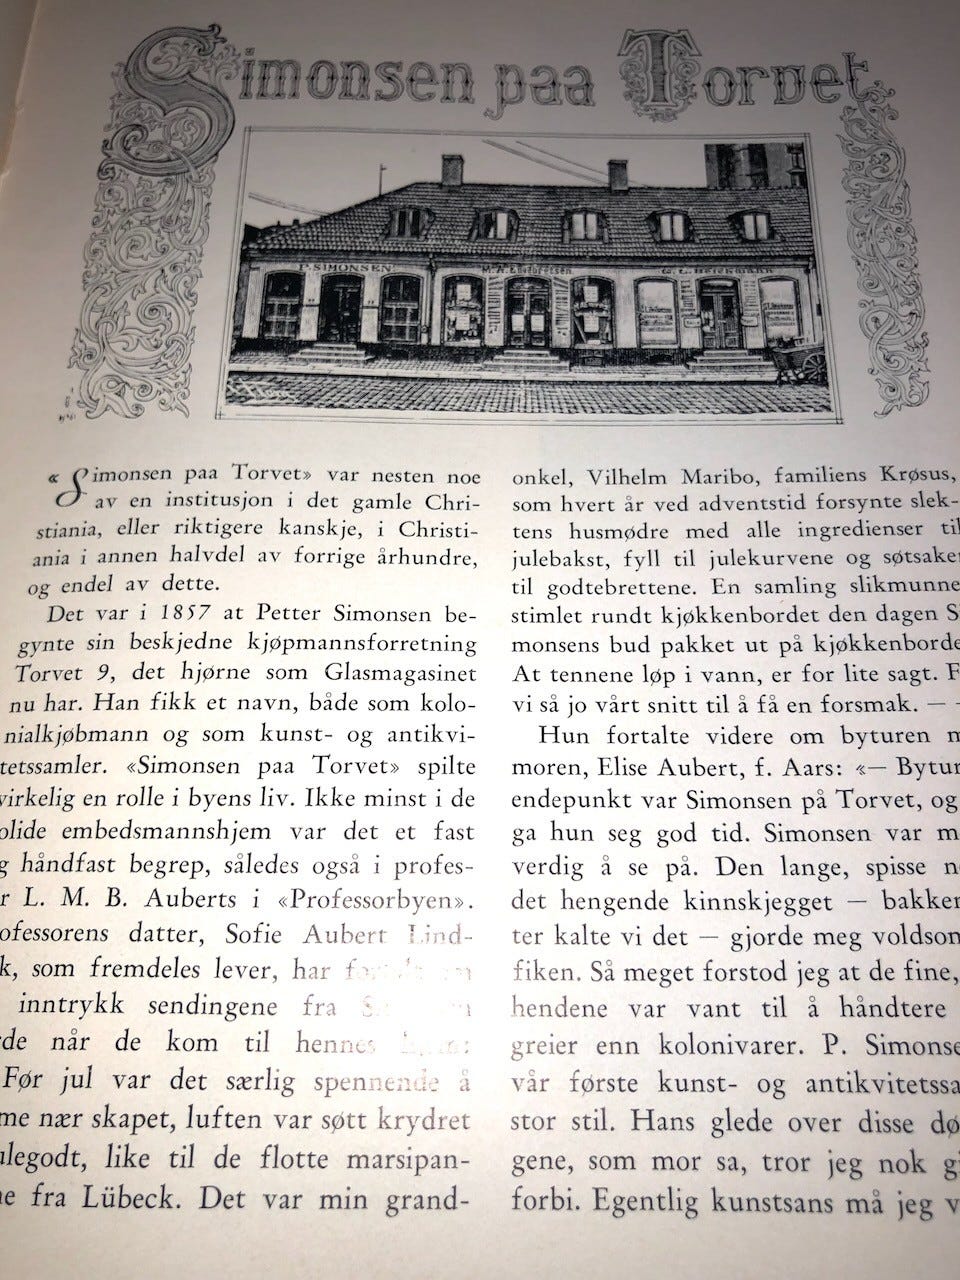 Simonsen paa Torvet
P. SIMONSEN
M. A. Engebretsen
«Simonsen paa Torvet» var nesten noe
av en institusjon i det gamle Chri-
stiania, eller riktigere kanskje, i Christi-
ania i annen halvdel av forrige århundre,
og endel av dette.
Det var i 1857 at Petter Simonsen be-
gynte sin beskjedne kjøpmannsforretning
Torvet 9, det hjørne som Glasmagasinet
nu har. Han fikk et navn, både som kolo-
nialkjøbmann og som kunst- og antikvi-
tetssamler. «Simonsen paa Torvet» spilte
virkelig en rolle i byens liv. Ikke minst i de
olide embedsmannshjem var det et fast
g håndfast begrep, således også i profes-
r L. M. B. Auberts i «Professorbyen».
ofessorens datter, Sofie Aubert Lind-
k, som fremdeles lever, har
inntrykk sendingene fra
de når de kom til hennes
Før jul var det særlig spennende å
me nær skapet, luften var søtt krydret
ulegodt, like til de flotte marsipan-
e fra Lübeck. Det var min grand-
onkel, Vilhelm Maribo, familiens Krøsus,
som hvert år ved adventstid forsynte slek-
tens husmødre med alle ingredienser til
julebakst, fyll til julekurvene og søtsaker
til godtebrettene. En samling slikmunne
stimlet rundt kjøkkenbordet den dagen S
monsens bud pakket ut på kjøkkenborde
At tennene løp i vann, er for lite sagt. F
vi så jo vårt snitt til å få en forsmak. — —
Hun fortalte videre om byturen m
moren, Elise Aubert, f. Aars: «— Bytur
endepunkt var Simonsen på Torvet, og
ga hun seg god tid. Simonsen var m
verdig å se på. Den lange, spisse n
det hengende kinnskjegget — bakker
ter kalte vi det — gjorde meg voldson
fiken. Så meget forstod jeg at de fine,
hendene var vant til å håndtere
greier enn kolonivarer. P. Simonse
vår første kunst- og antikvitetssa
stor stil. Hans glede over disse dø
gene, som mor sa, tror jeg nok g
forbi. Egentlig kunstsans må jeg v